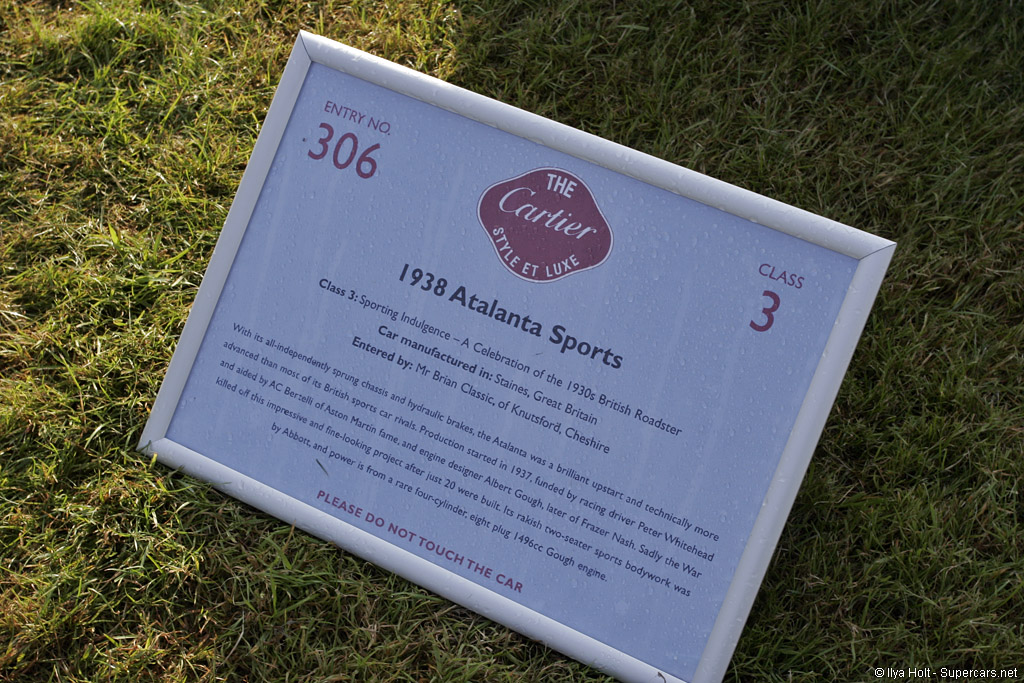 ENTRY NO.
306
THE
Cartier
STYLE ET LUXE
CLASS
3
1938 Atalanta Sports
Class 3: Sporting Indulgence – A Celebration of the 1930s British Roadster
Car manufactured in: Staines, Great Britain
Entered by: Mr Brian Classic, of Knutsford, Cheshire
With its all-independently sprung chassis and hydraulic brakes, the Atalanta was a brilliant upstart and technically more
advanced than most of its British sports car rivals. Production started in 1937, funded by racing driver Peter Whitehead
and aided by AC Bertelli of Aston Martin fame, and engine designer Albert Gough, later of Frazer Nash. Sadly the War
killed off this impressive and fine-looking project after just 20 were built. Its rakish two-seater sports bodywork was
by Abbott, and power is from a rare four-cylinder, eight plug 1496cc Gough engine.
PLEASE DO NOT TOUCH THE CAR
© Ilya Holt - Supercars.net